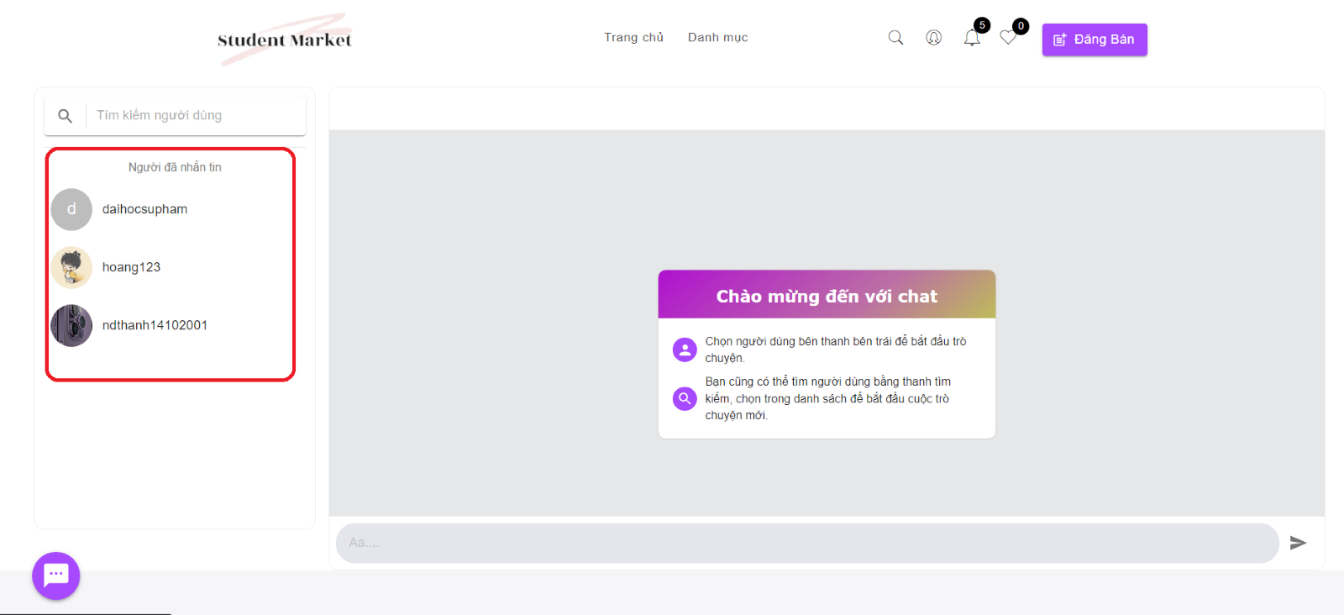 Student Market
Trang chủ
Danh mục
5
0
Đăng Bán
Tìm kiếm người dùng
Người đã nhắn tin
d
daihocsupham
hoang123
ndthanh14102001
Chào mừng đến với chat
Chọn người dùng bên thanh bên trái để bắt đầu trò
chuyện.
Bạn cũng có thể tìm người dùng bằng thanh tìm
kiếm, chọn trong danh sách để bắt đầu cuộc trò
chuyện mới.
Aa....